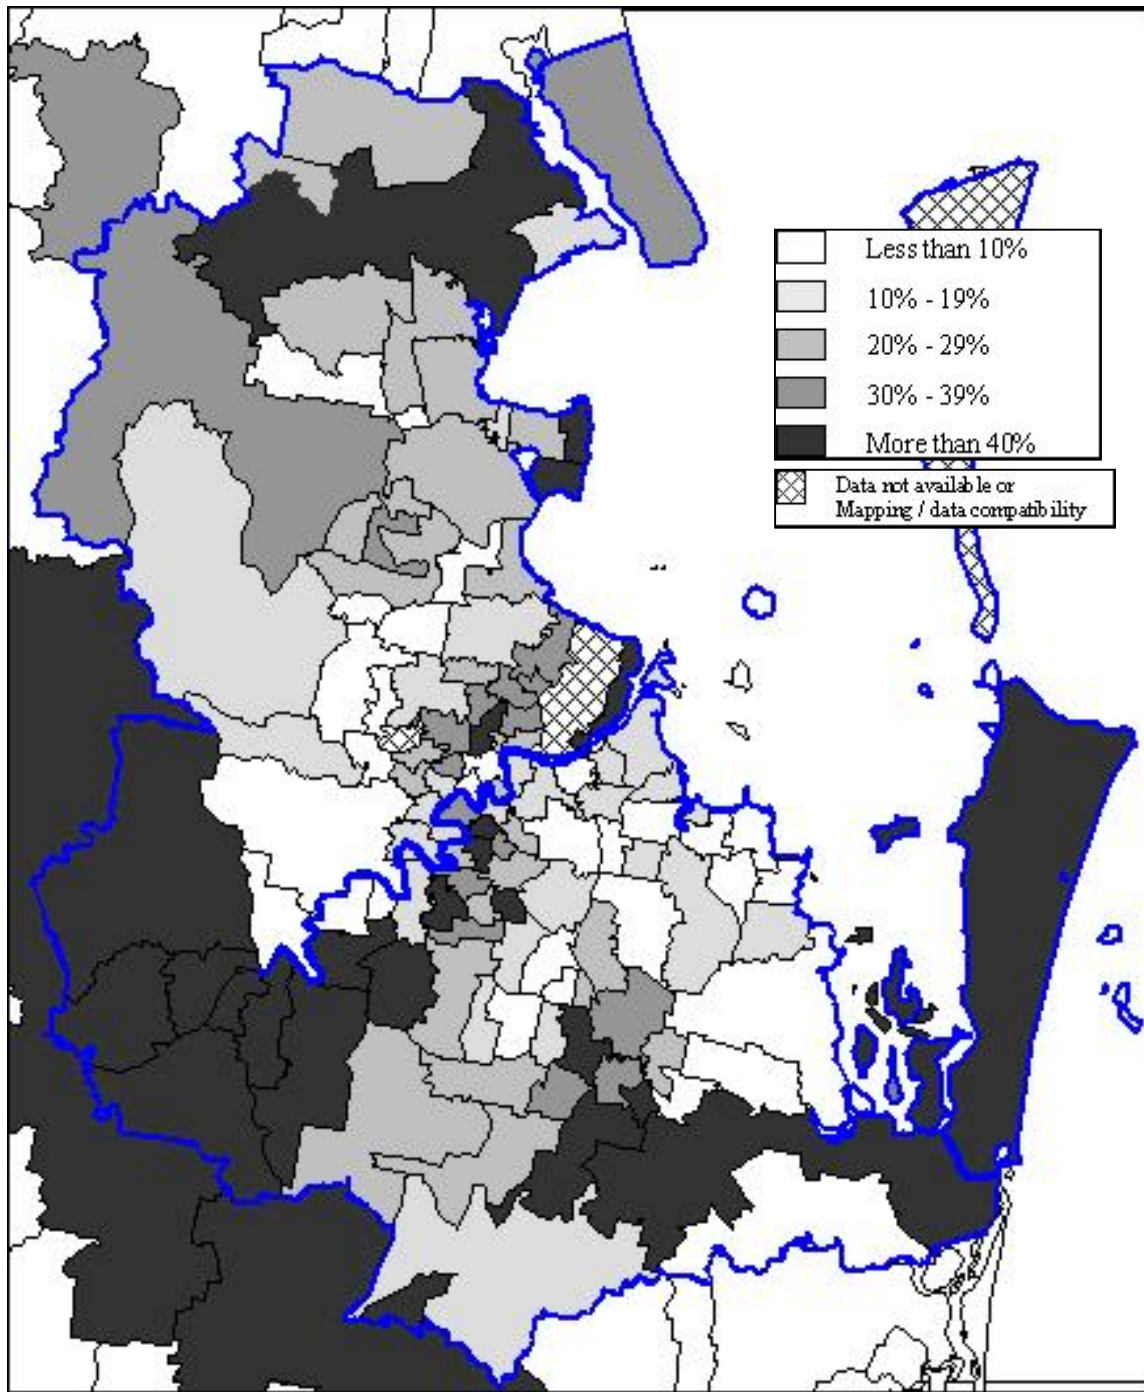 Less than 10%
10% - 19%
20% - 29%
30% - 39%
More than 40%
Data not available or
Mapping / data compatibility